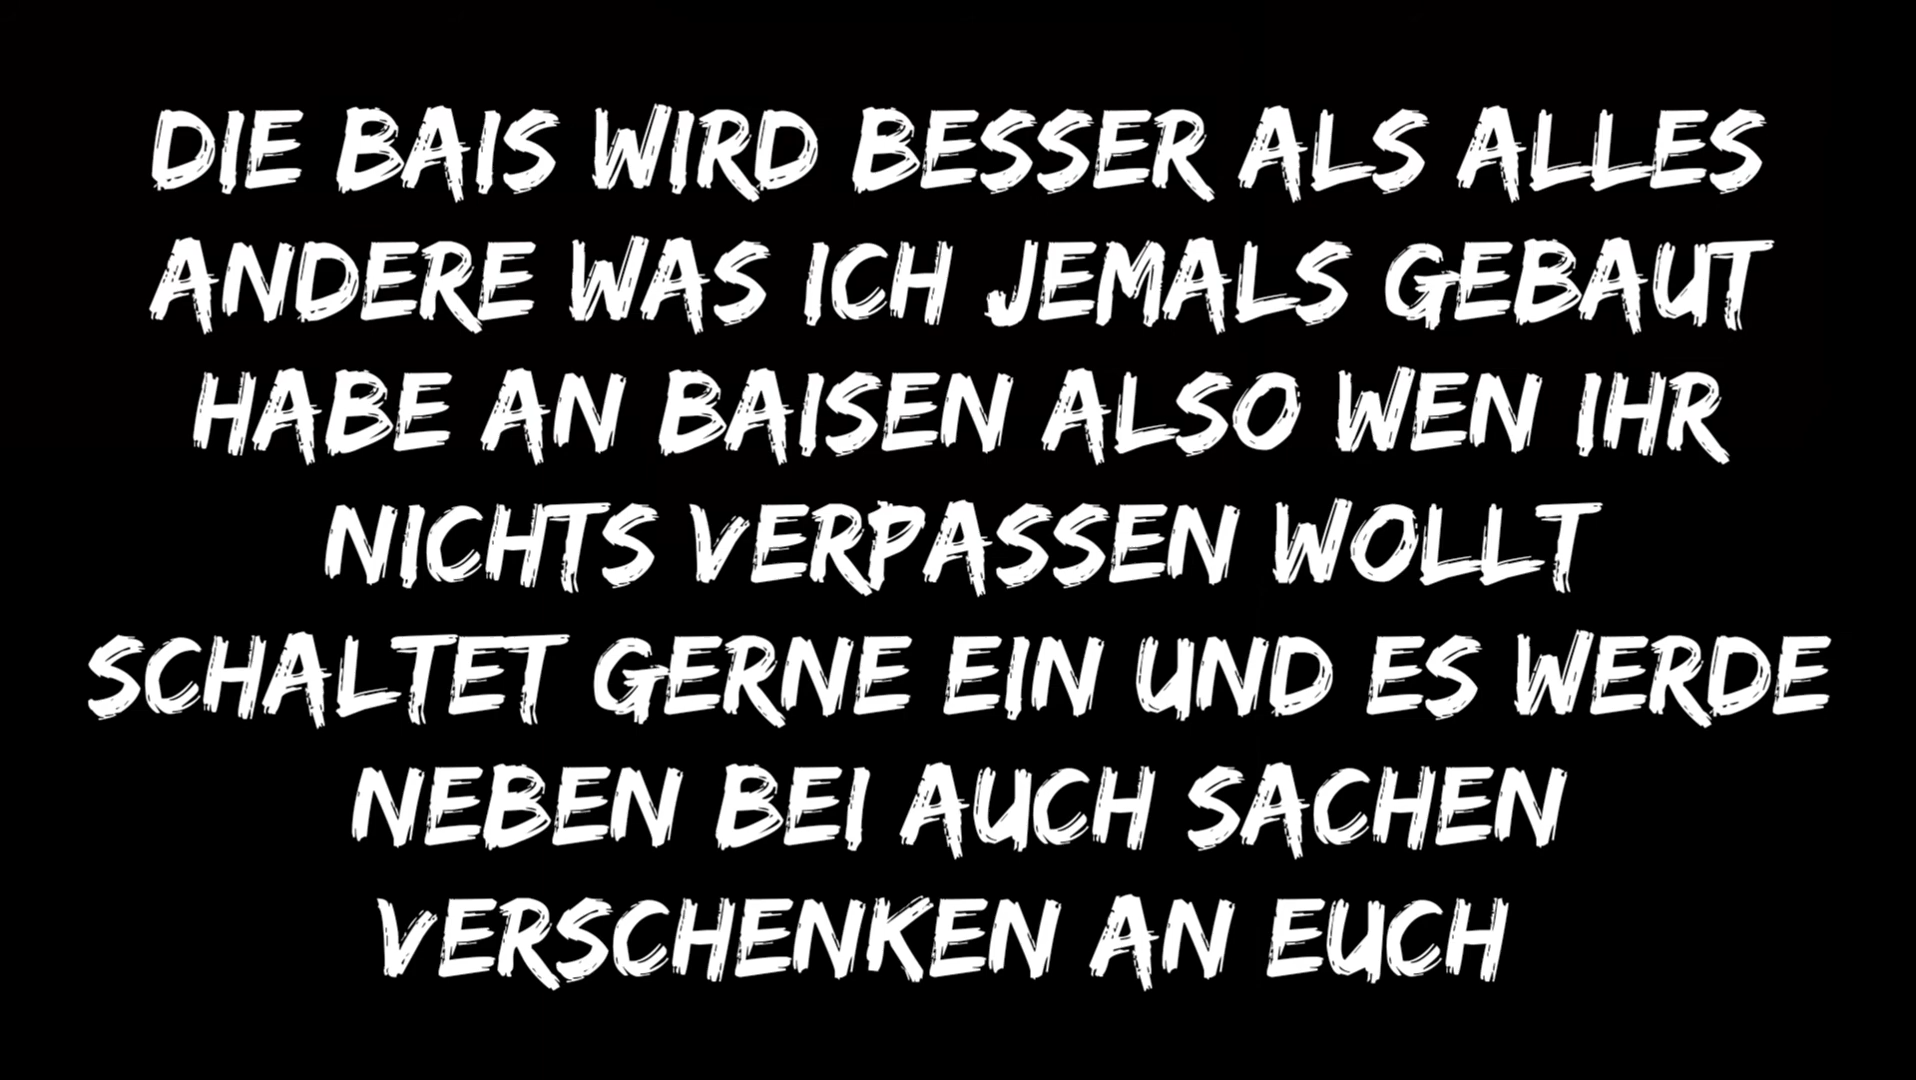 DIE BAIS WIRD BESSER ALS ALLES
ANDERE WAS ICH JEMALS GEBAUT
HABE AN BAISEN ALSO WEN IHR
NICHTS VERPASSEN WOLLT
SCHALTET GERNE EIN UND ES WERDE
NEBEN BEI AUCH SACHEN
VERSCHENKEN AN EUCH